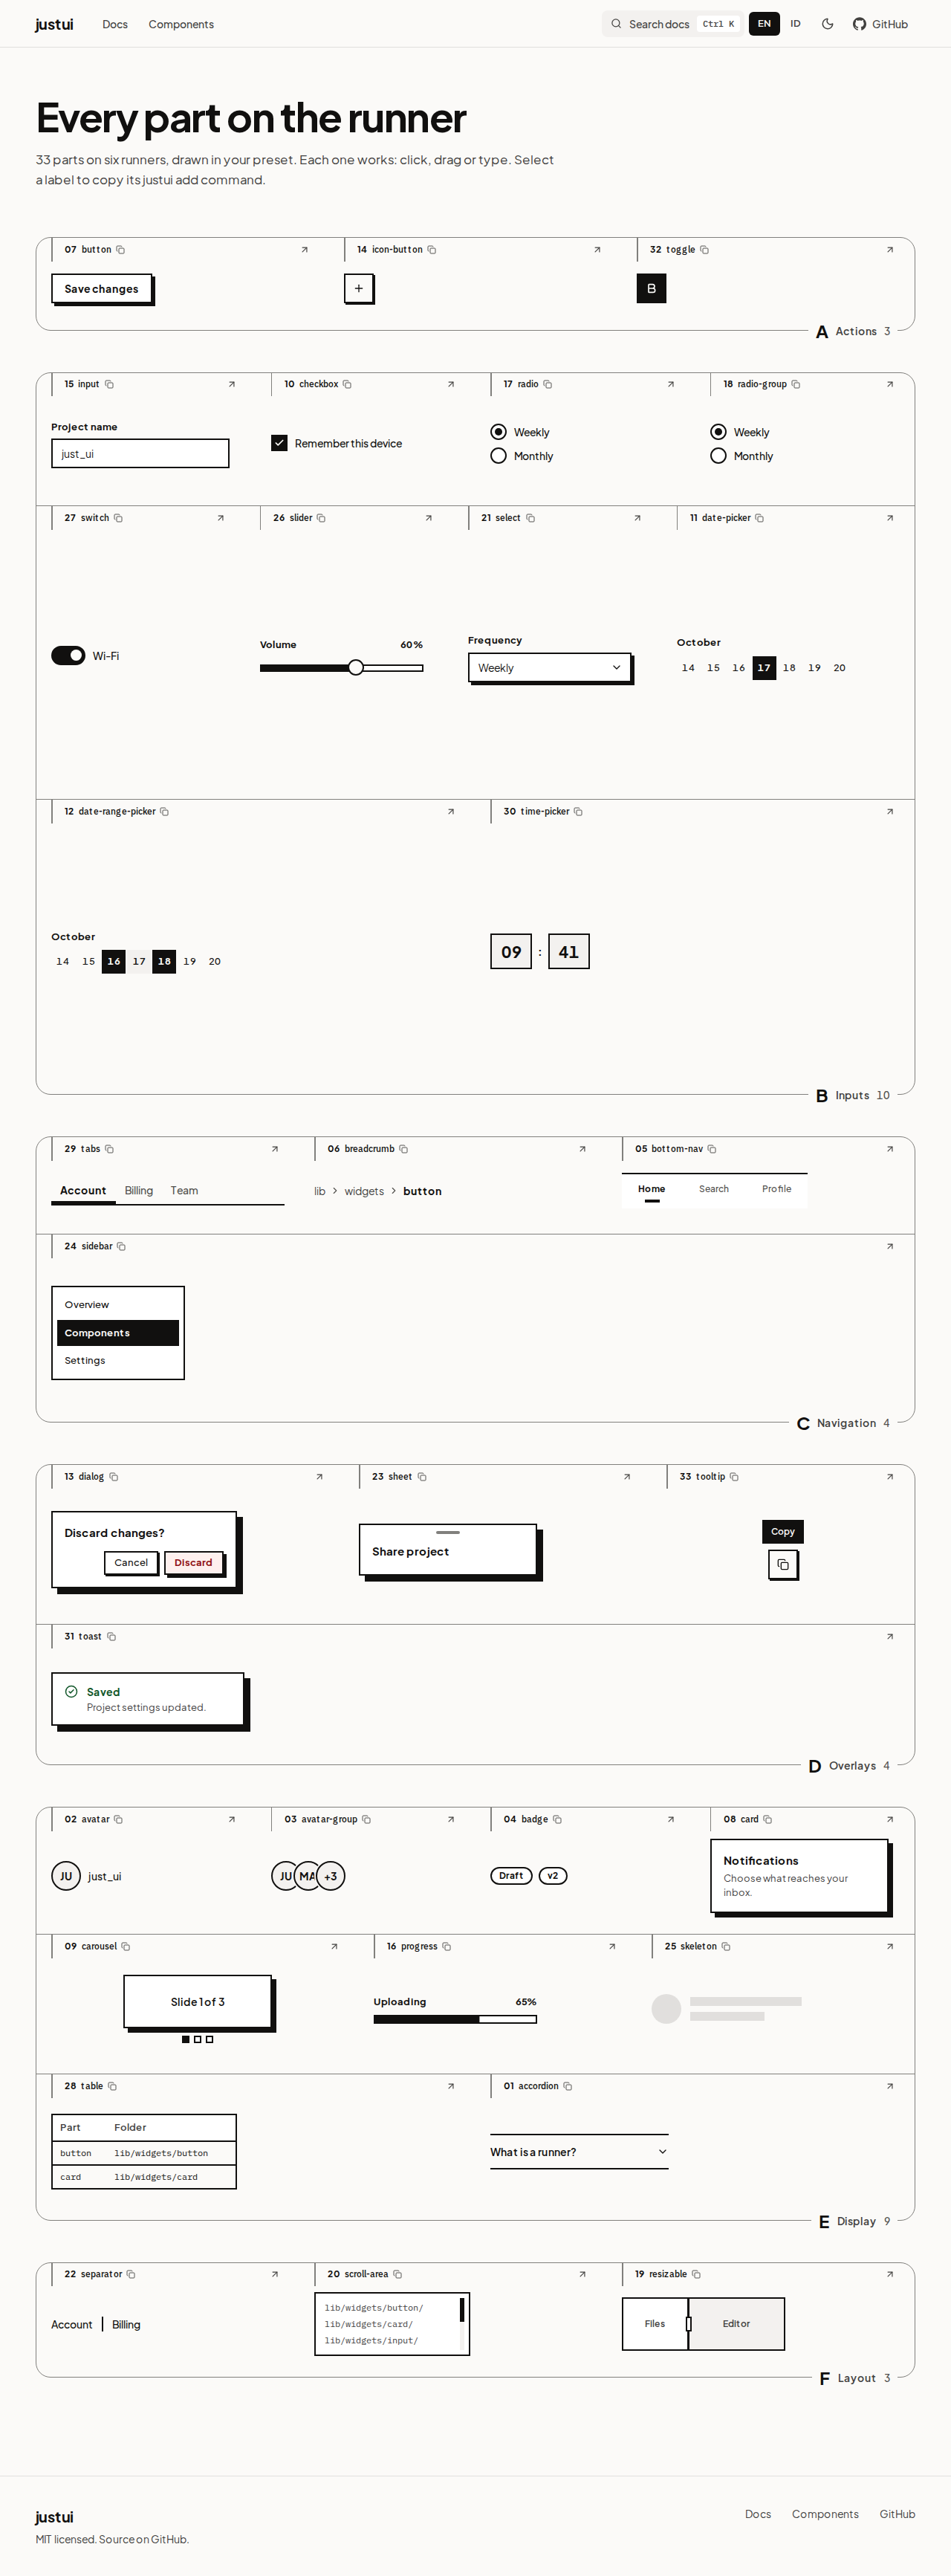 justui Docs Components Search docs Ctrl K EN ID GitHub
Every part on the runner
33 parts on six runners, drawn in your preset. Each one works: click, drag or type. Select
a label to copy its justui add command.
07 button 14 icon-button 32 toggle
Save changes B
A Actions 3
15 input 10 checkbox 17 radio 18 radio-group
Project name
just_ui
Remember this device
Weekly Weekly
Monthly Monthly
27 switch 26 slider 21 select 11 date-picker
Wi-Fi
Volume 60%
Frequency
Weekly
October
14 15 16 17 18 19 20
12 date-range-picker 30 time-picker
October
14 15 16 17 18 19 20
09 : 41
B Inputs 10
29 tabs 06 breadcrumb 05 bottom-nav
Account Billing Team lib widgets button Home Search Profile
24 sidebar
Overview
Components
Settings
C Navigation 4
13 dialog 23 sheet 33 tooltip
Discard changes?
Cancel Discard
Share project
Copy
31 toast
Saved
Project settings updated.
D Overlays 4
02 avatar 03 avatar-group 04 badge 08 card
JU just_ui
JU MA +3
Draft v2
Notifications
Choose what reaches your
inbox.
09 carousel 16 progress 25 skeleton
Slide 1 of 3
Uploading 65%
28 table 01 accordion
Part Folder
button lib/widgets/button
card lib/widgets/card
What is a runner?
E Display 9
22 separator 20 scroll-area 19 resizable
Account Billing
lib/widgets/button/
lib/widgets/card/
lib/widgets/input/
Files Editor
F Layout 3
justui Docs Components GitHub
MIT licensed. Source on GitHub.